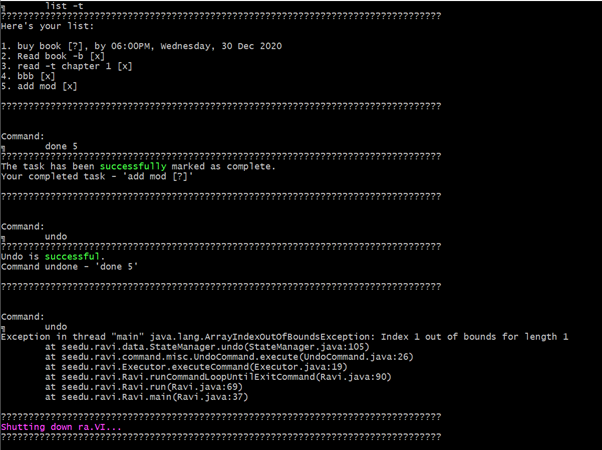 ¶ list -t
???????????????????????????????????????????????????????????????????????????????
Here's your list:
1. buy book [?], by 06:00PM, Wednesday, 30 Dec 2020
2. Read book -b [x]
3. read -t chapter 1 [x]
4. bbb [x]
5. add mod [x]
???????????????????????????????????????????????????????????????????????????????
Command:
¶ done 5
???????????????????????????????????????????????????????????????????????????????
The task has been successfully marked as complete.
Your completed task - 'add mod [?]'
???????????????????????????????????????????????????????????????????????????????
Command:
¶ undo
???????????????????????????????????????????????????????????????????????????????
Undo is successful.
Command undone - 'done 5'
???????????????????????????????????????????????????????????????????????????????
Command:
¶ undo
Exception in thread "main" java.lang.ArrayIndexOutOfBoundsException: Index 1 out of bounds for length 1
at seedu.ravi.data.StateManager.undo(StateManager.java:105)
at seedu.ravi.command.misc.UndoCommand.execute(UndoCommand.java:26)
at seedu.ravi.Executor.executeCommand(Executor.java:19)
at seedu.ravi.Ravi.runCommandLoopUntilExitCommand(Ravi.java:90)
at seedu.ravi.Ravi.run(Ravi.java:69)
at seedu.ravi.Ravi.main(Ravi.java:37)
???????????????????????????????????????????????????????????????????????????????
Shutting down ra.VI...
???????????????????????????????????????????????????????????????????????????????